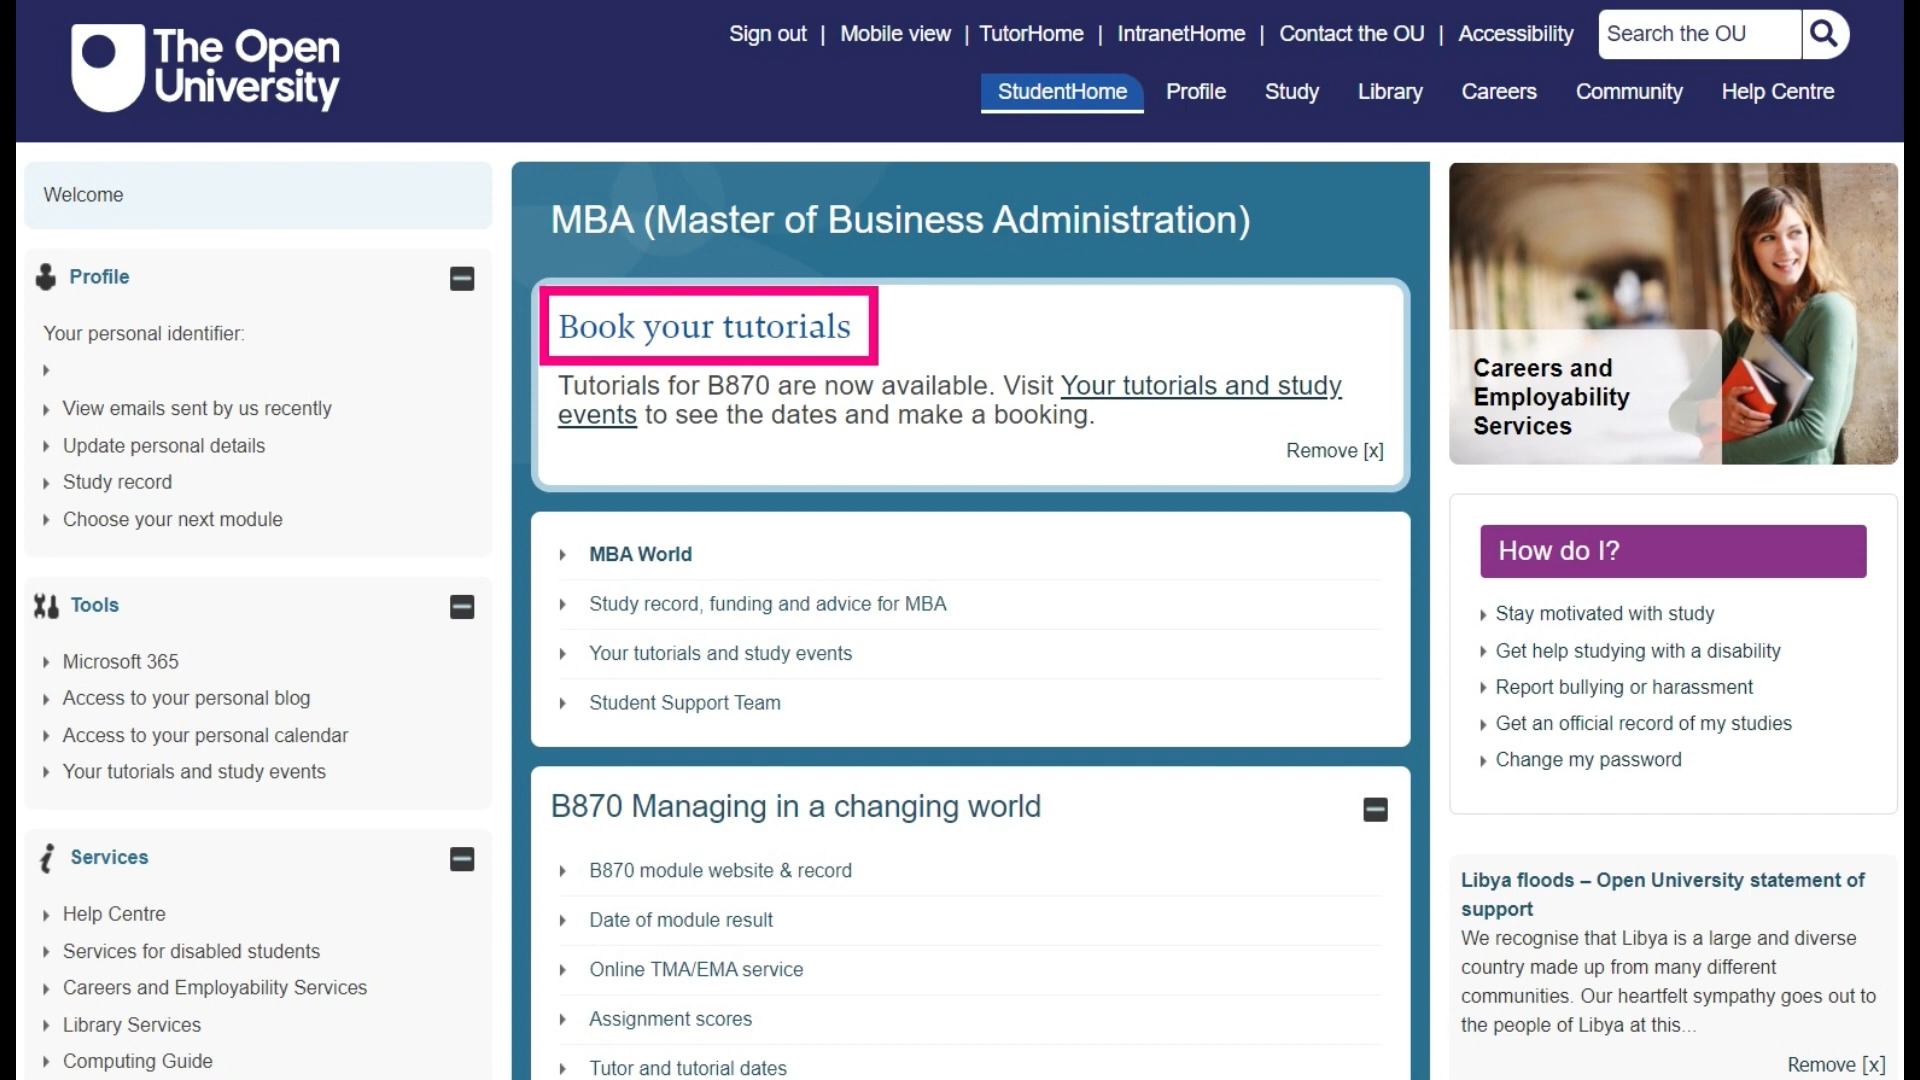 The Open
University
Sign out | Mobile view | TutorHome | IntranetHome | Contact the OU | Accessibility
Search the OU
StudentHome Profile Study Library Careers Community Help Centre
Welcome
Profile
Your personal identifier:
View emails sent by us recently
Update personal details
Study record
Choose your next module
Tools
Microsoft 365
Access to your personal blog
Access to your personal calendar
Your tutorials and study events
Services
Help Centre
Services for disabled students
Careers and Employability Services
Library Services
Computing Guide
MBA (Master of Business Administration)
Book your tutorials
Tutorials for B870 are now available. Visit Your tutorials and study
events to see the dates and make a booking.
Remove [x]
MBA World
Study record, funding and advice for MBA
Your tutorials and study events
Student Support Team
B870 Managing in a changing world
B870 module website & record
Date of module result
Online TMA/EMA service
Assignment scores
Tutor and tutorial dates
Careers and
Employability
Services
How do I?
Stay motivated with study
Get help studying with a disability
Report bullying or harassment
Get an official record of my studies
Change my password
Libya floods – Open University statement of
support
We recognise that Libya is a large and diverse
country made up from many different
communities. Our heartfelt sympathy goes out to
the people of Libya at this...
Remove [x]